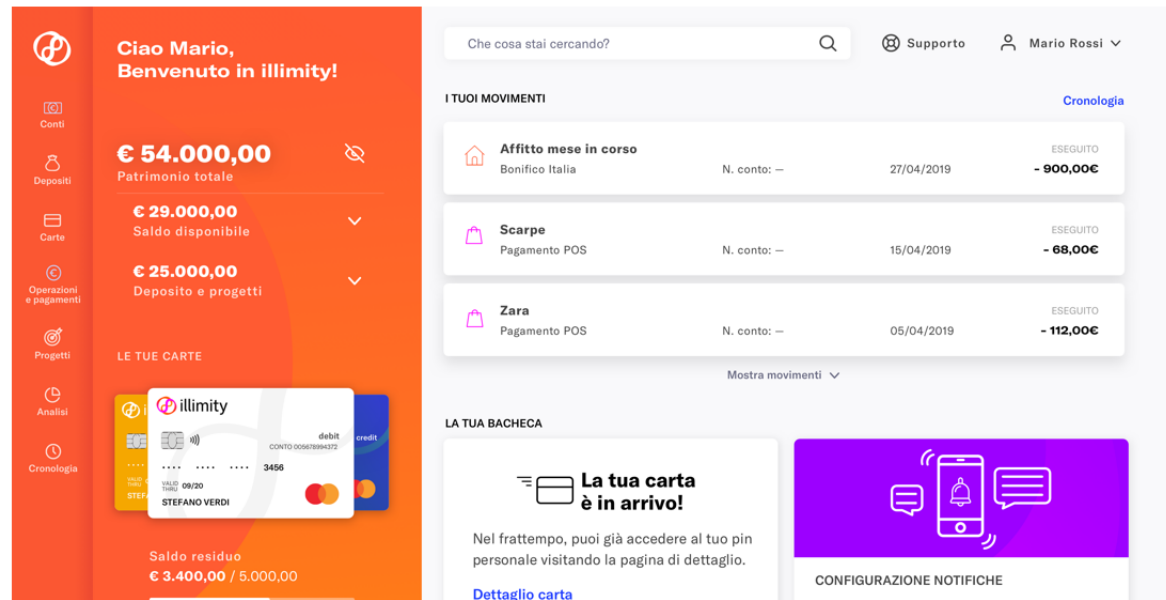 Ciao Mario,
Benvenuto in illimity!
Conti
Depositi
Carte
Operazioni
e pagamenti
Progetti
Analisi
Cronologia
€ 54.000,00
Patrimonio totale
€ 29.000,00
Saldo disponibile
€ 25.000,00
Deposito e progetti
LE TUE CARTE
illimity
debit
CONTO 005678994372
credit
.... .... .... 3456
VALID
THRU 09/20
STEFANO VERDI
Saldo residuo
€ 3.400,00 / 5.000,00
Che cosa stai cercando?
Supporto
Mario Rossi
I TUOI MOVIMENTI
Cronologia
Affitto mese in corso
ESEGUITO
Bonifico Italia N. conto: — 27/04/2019 - 900,00€
Scarpe
ESEGUITO
Pagamento POS N. conto: — 15/04/2019 - 68,00€
Zara
ESEGUITO
Pagamento POS N. conto: — 05/04/2019 - 112,00€
Mostra movimenti
LA TUA BACHECA
La tua carta
è in arrivo!
Nel frattempo, puoi già accedere al tuo pin
personale visitando la pagina di dettaglio.
Dettaglio carta
CONFIGURAZIONE NOTIFICHE